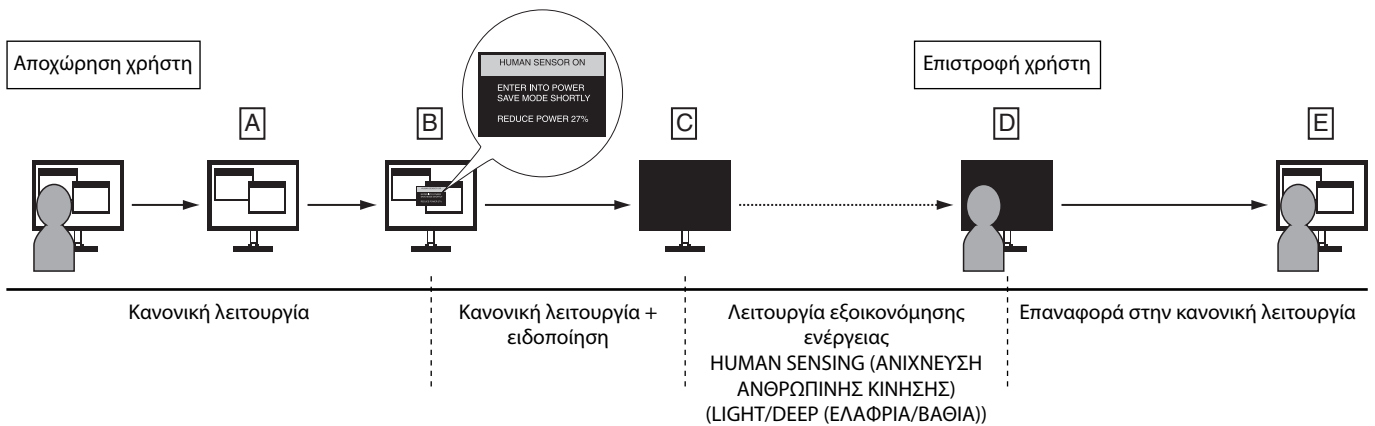 Αποχώρηση χρήστη
Επιστροφή χρήστη
HUMAN SENSOR ON
ENTER INTO POWER
SAVE MODE SHORTLY
REDUCE POWER 27%
A
B
C
D
E
Κανονική λειτουργία
Κανονική λειτουργία +
ειδοποίηση
Λειτουργία εξοικονόμησης
ενέργειας
HUMAN SENSING (ΑΝΙΧΝΕΥΣΗ
ΑΝΘΡΩΠΙΝΗΣ ΚΙΝΗΣΗΣ)
(LIGHT/DEEP (ΕΛΑΦΡΙΑ/ΒΑΘΙΑ))
Επαναφορά στην κανονική λειτουργία